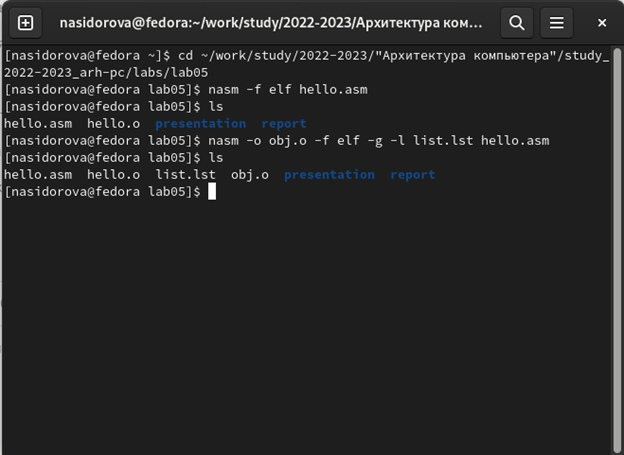 nasidorova@fedora:~/work/study/2022-2023/Архитектура ком...
[nasidorova@fedora ~]$ cd ~/work/study/2022-2023/"Архитектура компьютера"/study_
2022-2023_arh-pc/labs/lab05
[nasidorova@fedora lab05]$ nasm -f elf hello.asm
[nasidorova@fedora lab05]$ ls
hello.asm  hello.o  presentation  report
[nasidorova@fedora lab05]$ nasm -o obj.o -f elf -g -l list.lst hello.asm
[nasidorova@fedora lab05]$ ls
hello.asm  hello.o  list.lst  obj.o  presentation  report
[nasidorova@fedora lab05]$